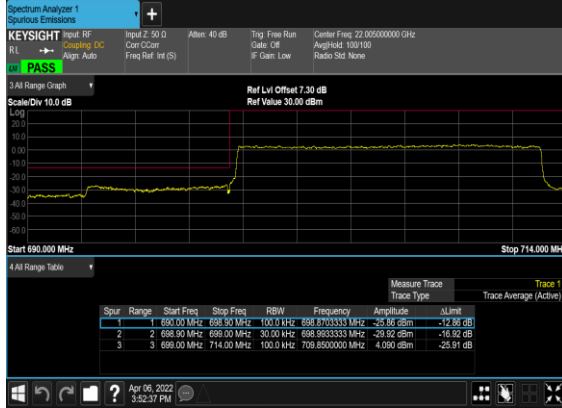 Spectrum Analyzer 1
Spurious Emissions
+
KEYSIGHT Input: RF Input Z: 50 Ω Atten: 40 dB Trig: Free Run Center Freq: 22.005000000 GHz
RL Coupling: DC Corr CCorr Gate: Off Avg|Hold: 100/100
Align: Auto Freq Ref: Int (S) IF Gain: Low Radio Std: None
PASS
3 All Range Graph
Ref Lvl Offset 7.30 dB
Scale/Div 10.0 dB Ref Value 30.00 dBm
Log
20.0
10.0
0.00
-10.0
-20.0
-30.0
-40.0
-50.0
-60.0
Start 690.000 MHz Stop 714.000 MH
4 All Range Table
Measure Trace Trace 1
Trace Type Trace Average (Active)
Spur Range Start Freq Stop Freq RBW Frequency Amplitude ΔLimit
1 1 690.00 MHz 698.90 MHz 100.0 kHz 698.8703333 MHz -25.86 dBm -12.86 dB
2 2 698.90 MHz 699.00 MHz 30.00 kHz 698.9933333 MHz -29.92 dBm -16.92 dB
3 3 699.00 MHz 714.00 MHz 100.0 kHz 709.8500000 MHz 4.090 dBm -25.91 dB
? Apr 06, 2022
3:52:37 PM